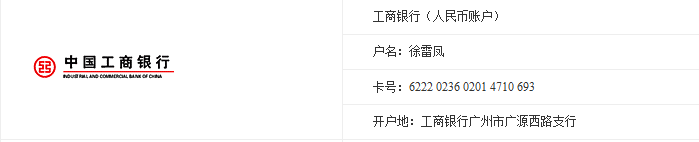 中国工商银行
INDUSTRIAL AND COMMERCIAL BANK OF CHINA
工商银行（人民币账户）
户名：徐雷凤
卡号：6222 0236 0201 4710 693
开户地：工商银行广州市广源西路支行